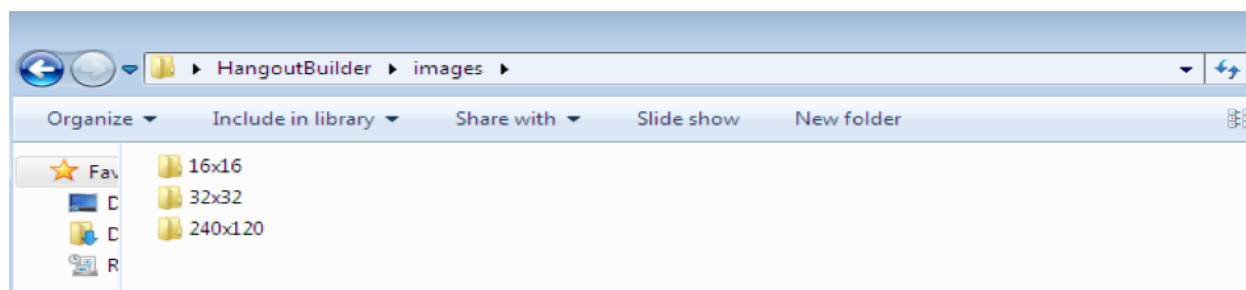 HangoutBuilder images
Organize Include in library Share with Slide show New folder
Fav 16x16
D 32x32
D 240x120
R